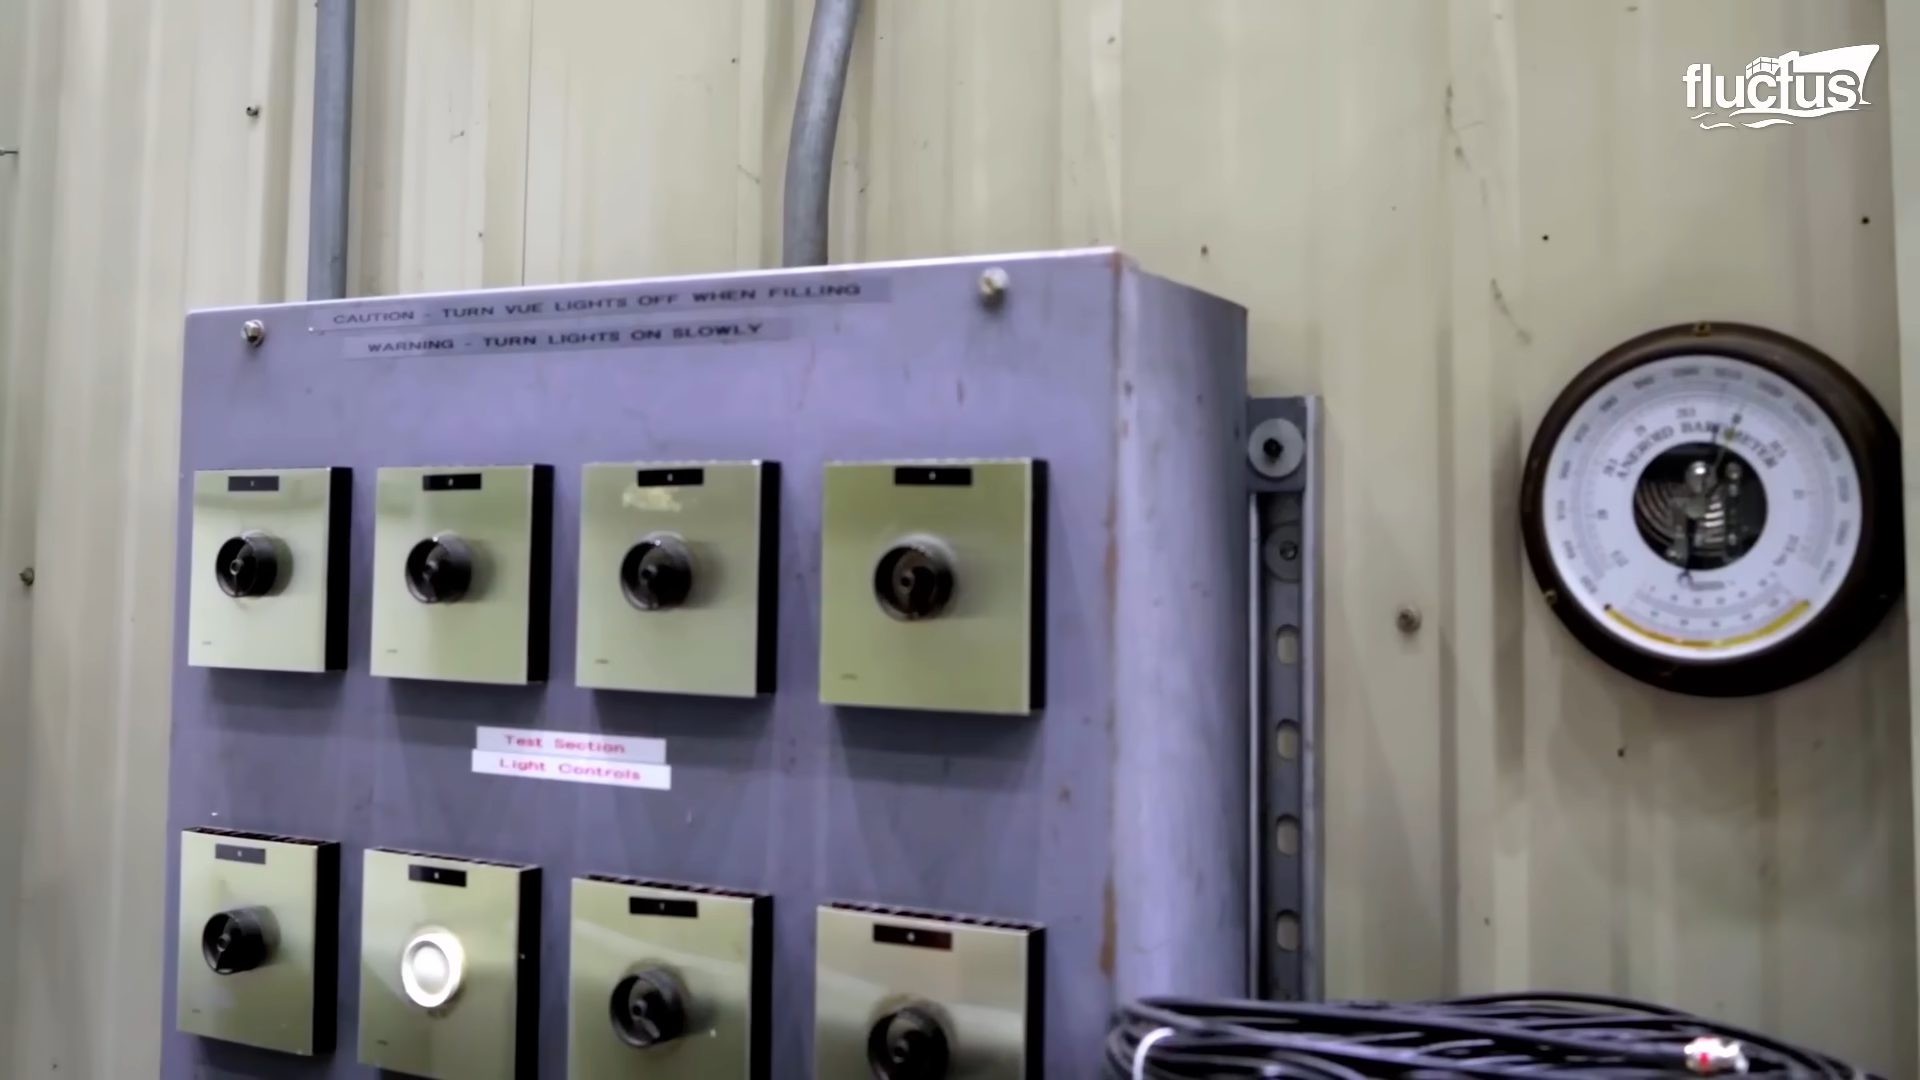 fluctus
CAUTION - TURN VUE LIGHTS OFF WHEN FILLING
WARNING - TURN LIGHTS ON SLOWLY
ANEROID BAROMETER
Test Section
Light Controls